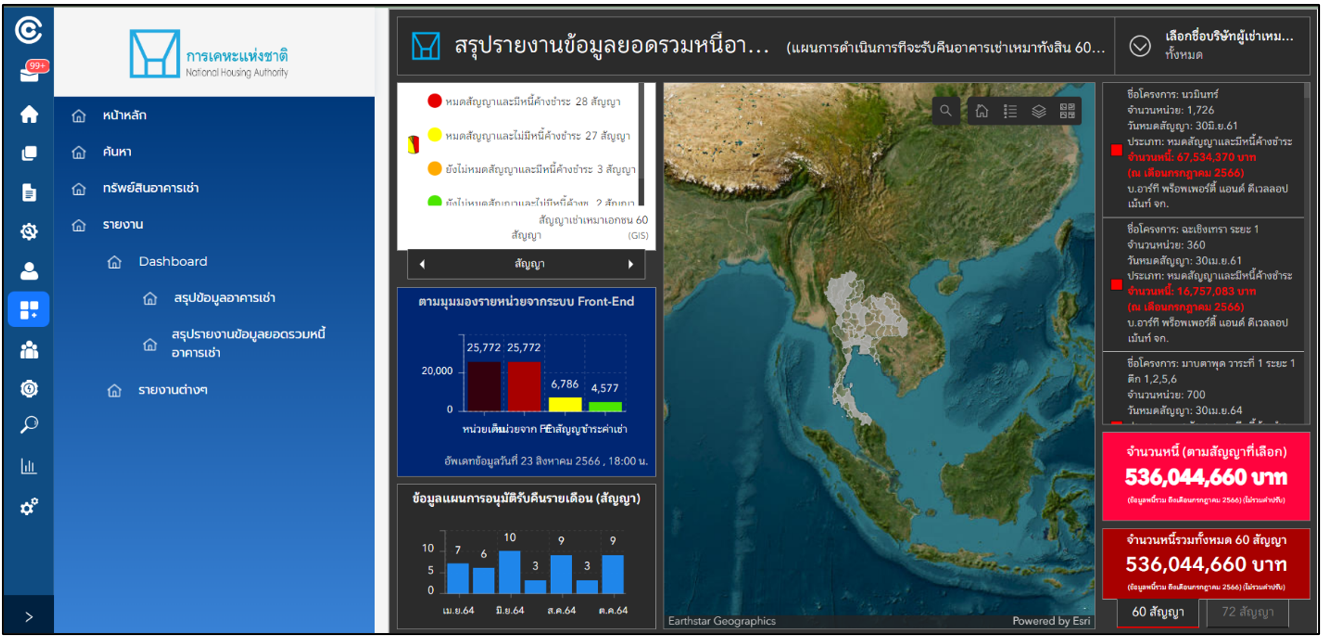 99+
การเคหะแห่งชาติ
National Housing Authority
หน้าหลัก
ค้นหา
ทรัพย์สินอาคารเช่า
รายงาน
Dashboard
สรุปข้อมูลอาคารเช่า
สรุปรายงานข้อมูลยอดรวมหนี้
อาคารเช่า
รายงานต่างๆ
สรุปรายงานข้อมูลยอดรวมหนี้อา... (แผนการดำเนินการที่จะรับคืนอาคารเช่าเหมาทั้งสิ้น 60...
เลือกชื่อบริษัทผู้เช่าเหม...
ทั้งหมด
หมดสัญญาและมีหนี้ค้างชำระ 28 สัญญา
หมดสัญญาและไม่มีหนี้ค้างชำระ 27 สัญญา
ยังไม่หมดสัญญาและมีหนี้ค้างชำระ 3 สัญญา
ยังไม่หมดสัญญาและไม่มีหนี้ค้างช.. 2 สัญญา
สัญญาเช่าเหมาเอกชน 60
สัญญา (GIS)
สัญญา
ตามมุมมองรายหน่วยจากระบบ Front-End
25,772 25,772
20,000
6,786 4,577
0
หน่วยเต็ม
หน่วยจาก FE
ทำสัญญา
ชำระค่าเช่า
อัพเดทข้อมูลวันที่ 23 สิงหาคม 2566 , 18:00 น.
ข้อมูลแผนการอนุมัติรับคืนรายเดือน (สัญญา)
10
5
0
7 6 10 3 9 3 9
เม.ย.64 มิ.ย.64 ส.ค.64 ต.ค.64
Earthstar Geographics
Powered by Esri
ชื่อโครงการ: นวมินทร์
จำนวนหน่วย: 1,726
วันหมดสัญญา: 30มิ.ย.61
ประเภท: หมดสัญญาและมีหนี้ค้างชำระ
จำนวนหนี้: 67,534,370 บาท
(ณ เดือนกรกฎาคม 2566)
บ.อาร์ที พร็อพเพอร์ตี้ แอนด์ ดีเวลลอป
เม้นท์ จก.
ชื่อโครงการ: ฉะเชิงเทรา ระยะ 1
จำนวนหน่วย: 360
วันหมดสัญญา: 30เม.ย.61
ประเภท: หมดสัญญาและมีหนี้ค้างชำระ
จำนวนหนี้: 16,757,083 บาท
(ณ เดือนกรกฎาคม 2566)
บ.อาร์ที พร็อพเพอร์ตี้ แอนด์ ดีเวลลอป
เม้นท์ จก.
ชื่อโครงการ: มาบตาพุด วาระที่ 1 ระยะ 1
ตึก 1,2,5,6
จำนวนหน่วย: 700
วันหมดสัญญา: 30เม.ย.64
จำนวนหนี้ (ตามสัญญาที่เลือก)
536,044,660 บาท
(ข้อมูลหนี้รวม ถึงเดือนกรกฎาคม 2566) (ไม่รวมค่าปรับ)
จำนวนหนี้รวมทั้งหมด 60 สัญญา
536,044,660 บาท
(ข้อมูลหนี้รวม ถึงเดือนกรกฎาคม 2566) (ไม่รวมค่าปรับ)
60 สัญญา
72 สัญญา